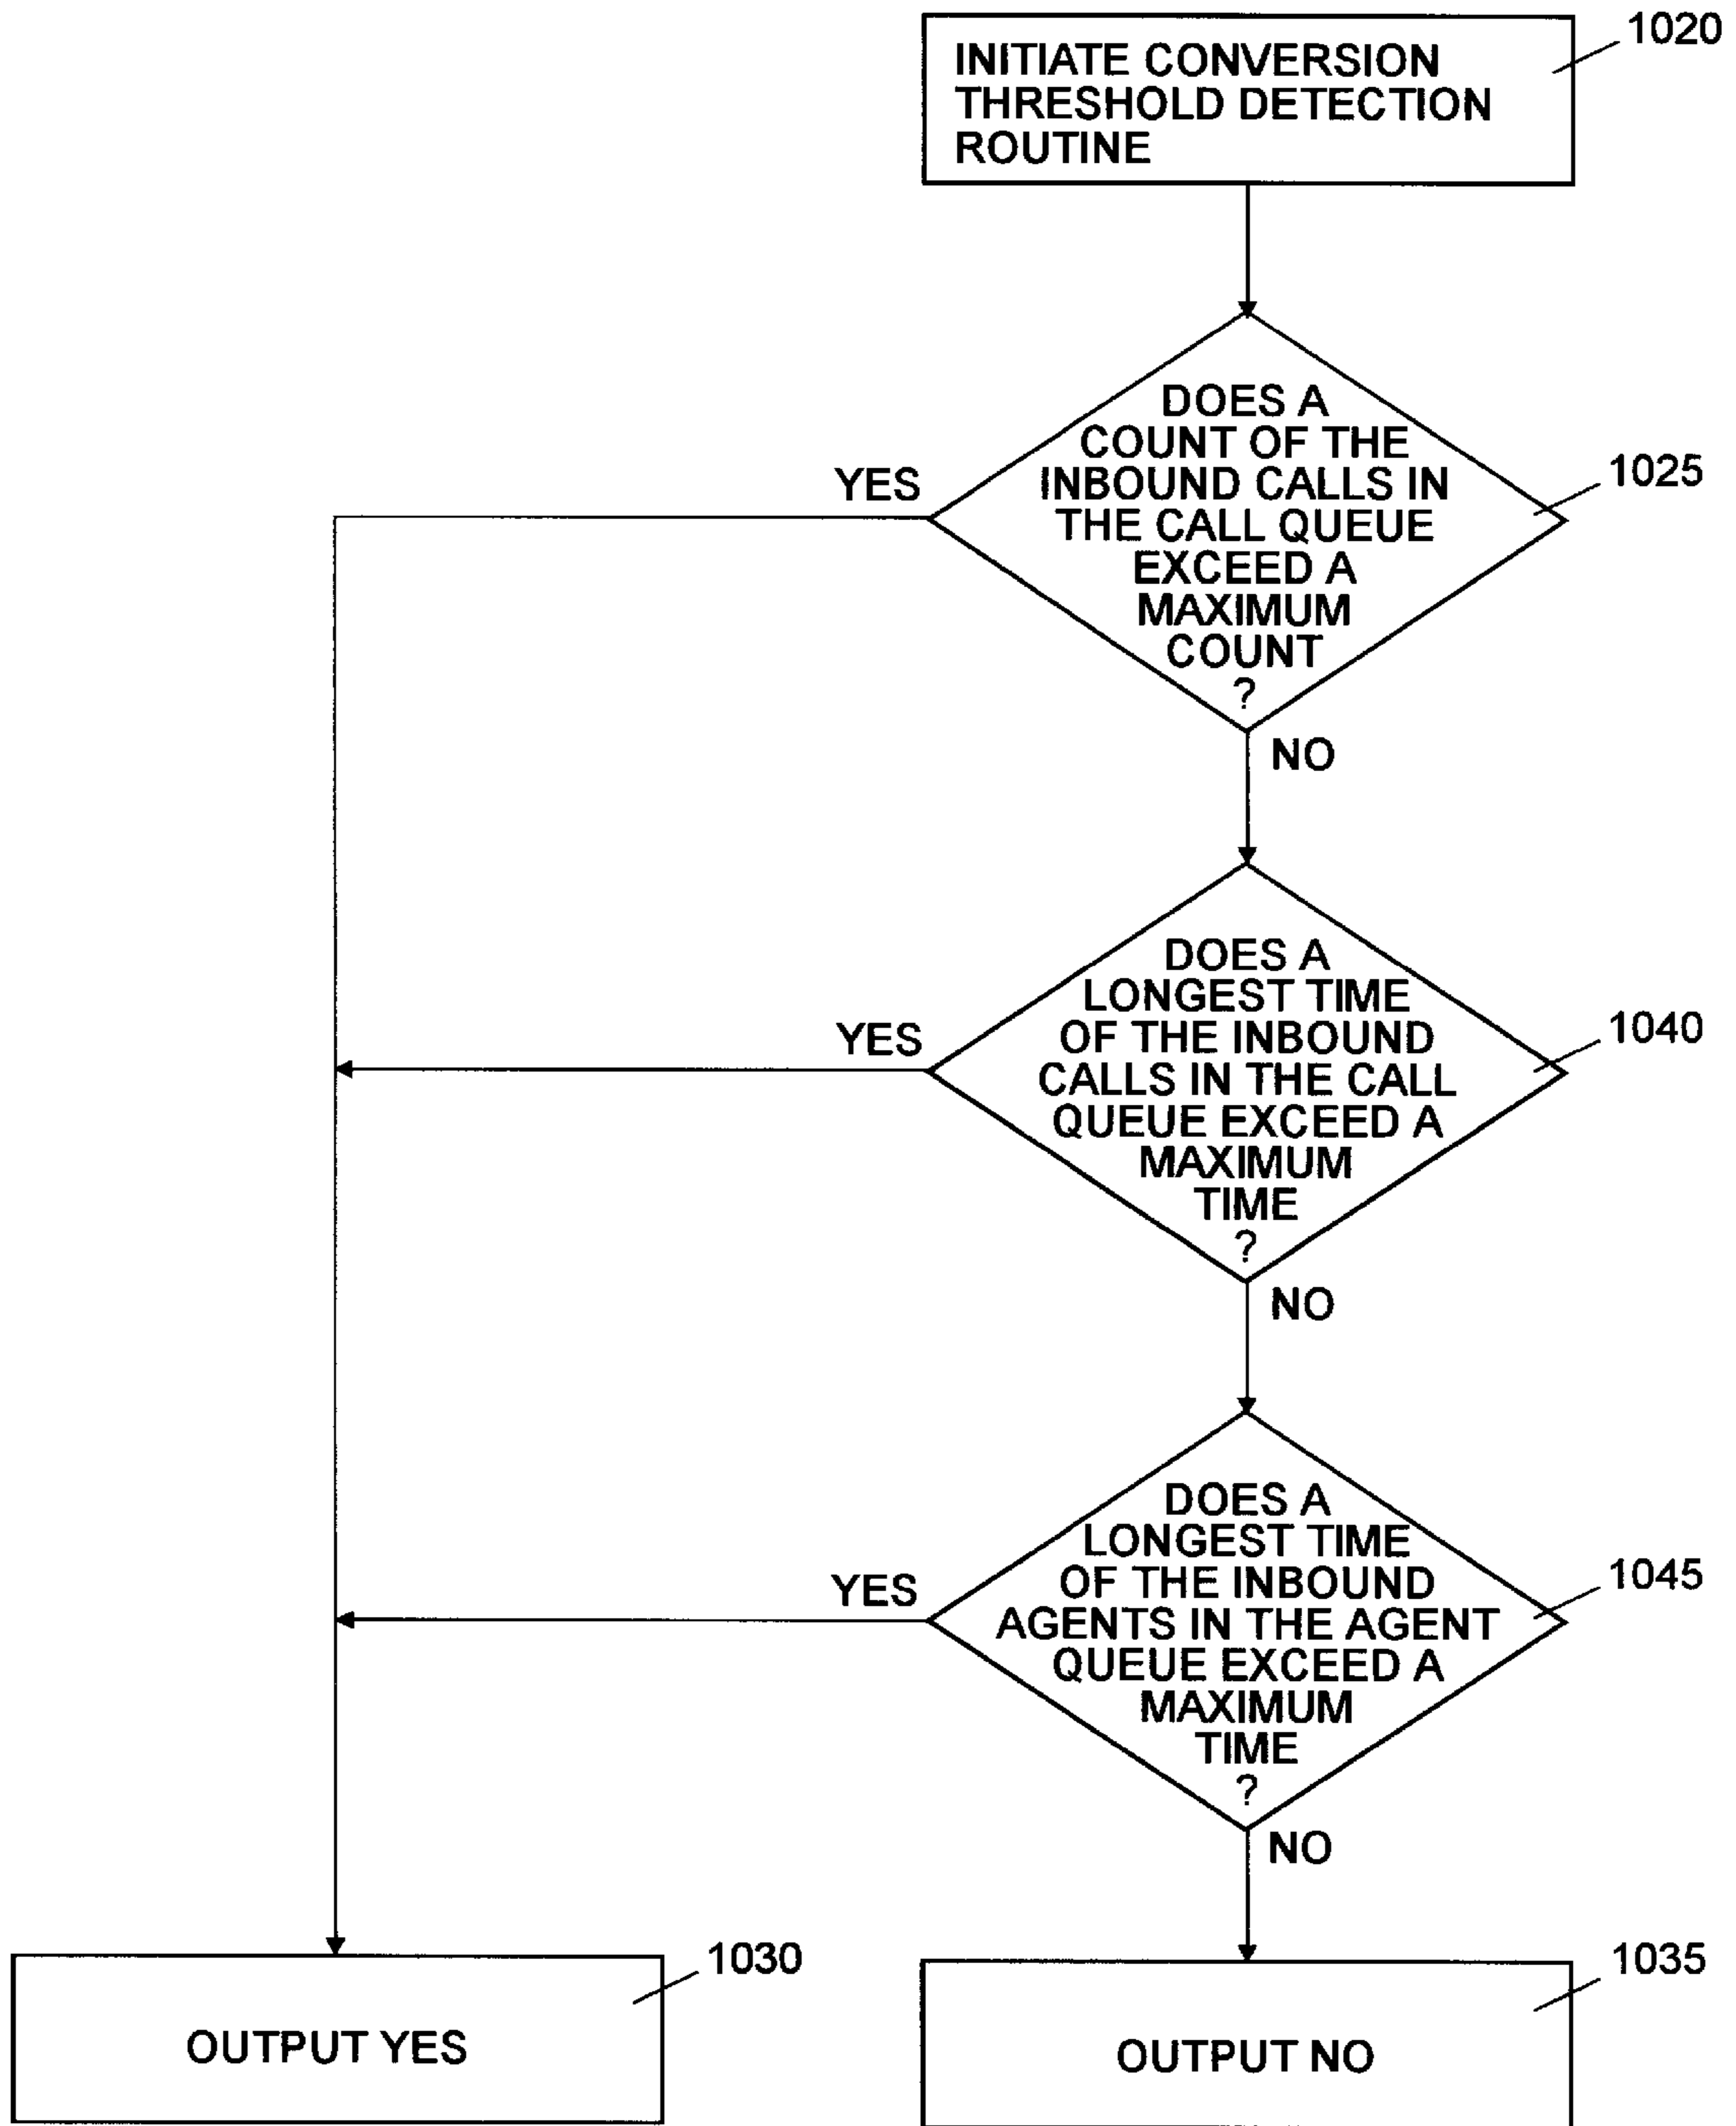 1020
INITIATE CONVERSION
THRESHOLD DETECTION
ROUTINE
DOES A
COUNT OF THE
INBOUND CALLS IN
THE CALL QUEUE
EXCEED A
MAXIMUM
COUNT
?
1025
YES
NO
DOES A
LONGEST TIME
OF THE INBOUND
CALLS IN THE CALL
QUEUE EXCEED A
MAXIMUM
TIME
?
1040
YES
NO
DOES A
LONGEST TIME
OF THE INBOUND
AGENTS IN THE AGENT
QUEUE EXCEED A
MAXIMUM
TIME
?
1045
YES
NO
1030
OUTPUT YES
1035
OUTPUT NO